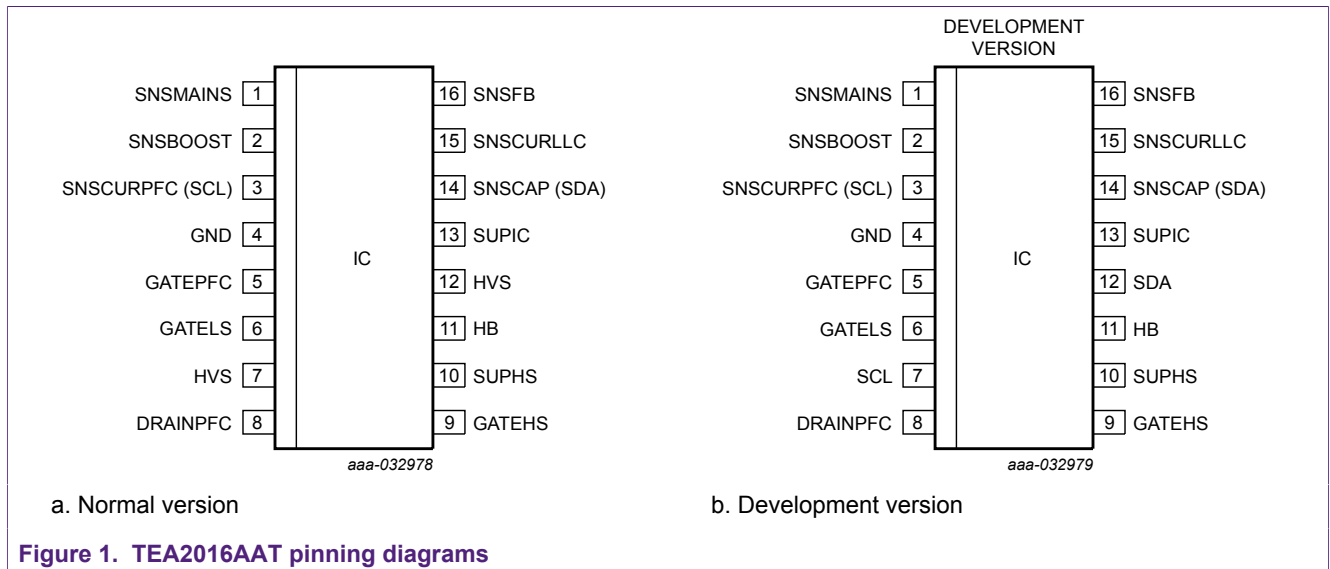 SNSMAINS 1
SNSBOOST 2
SNSCURPFC (SCL) 3
GND 4
GATEPFC 5
GATELS 6
HVS 7
DRAINPFC 8
IC
16 SNSFB
15 SNSCURLLC
14 SNSCAP (SDA)
13 SUPIC
12 HVS
11 HB
10 SUPHS
9 GATEHS
aaa-032978
a. Normal version
DEVELOPMENT
VERSION
SNSMAINS 1
SNSBOOST 2
SNSCURPFC (SCL) 3
GND 4
GATEPFC 5
GATELS 6
SCL 7
DRAINPFC 8
IC
16 SNSFB
15 SNSCURLLC
14 SNSCAP (SDA)
13 SUPIC
12 SDA
11 HB
10 SUPHS
9 GATEHS
aaa-032979
b. Development version
Figure 1. TEA2016AAT pinning diagrams